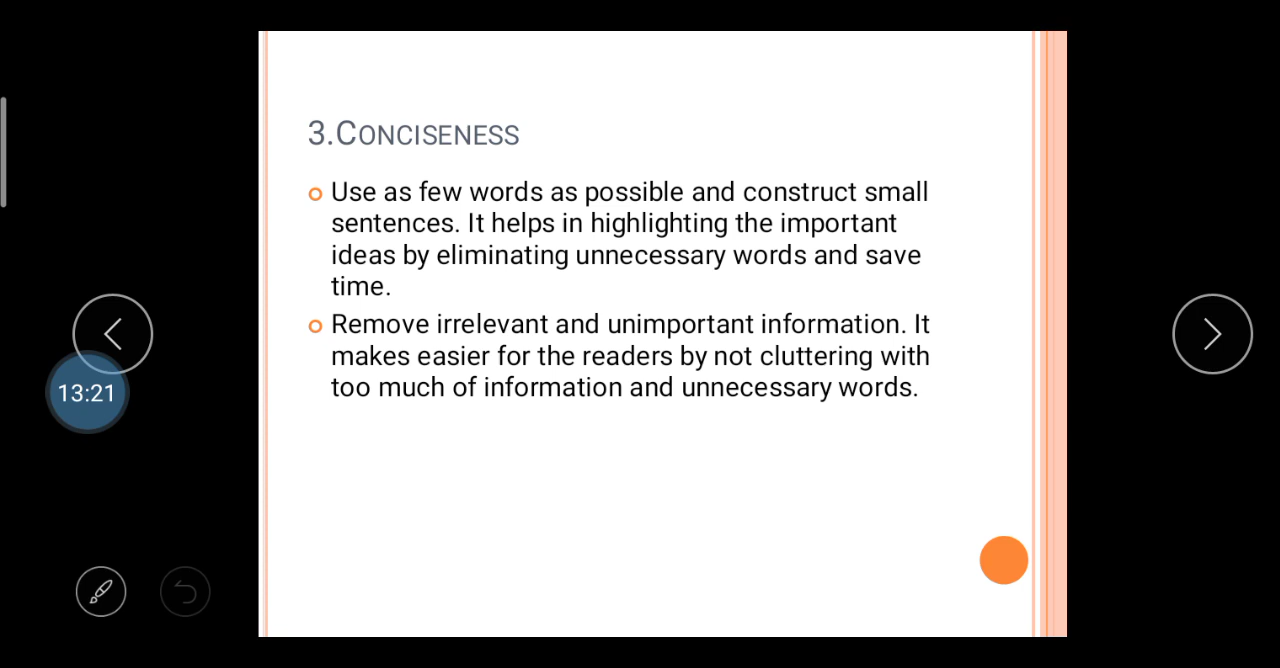 3.CONCISENESS
Use as few words as possible and construct small
sentences. It helps in highlighting the important
ideas by eliminating unnecessary words and save
time.
Remove irrelevant and unimportant information. It
makes easier for the readers by not cluttering with
too much of information and unnecessary words.
13:21